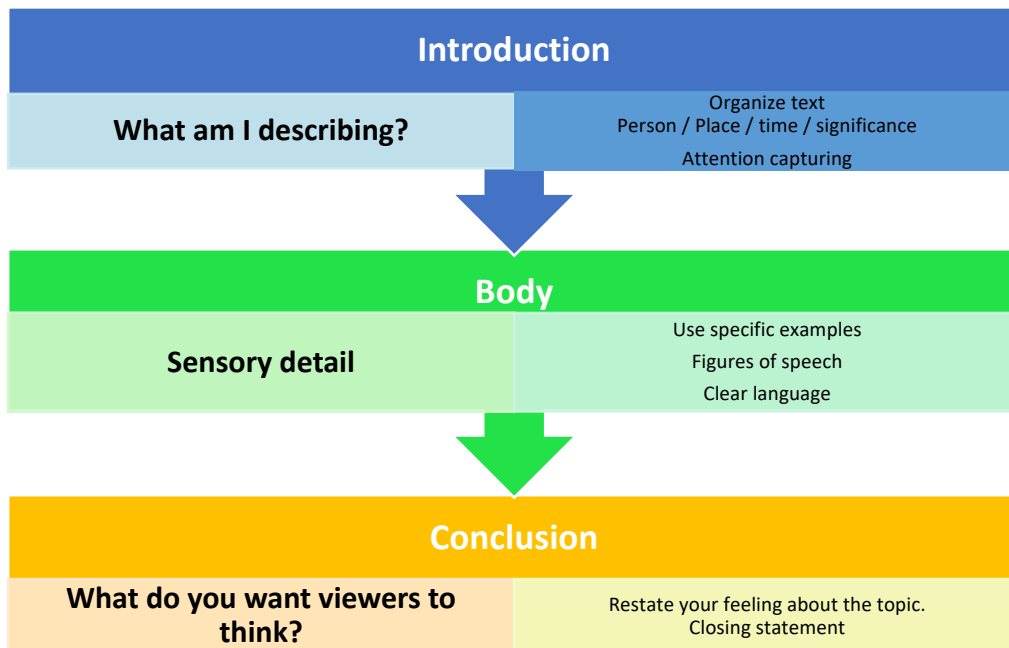 Introduction
What am I describing?
Organize text
Person / Place / time / significance
Attention capturing
Body
Sensory detail
Use specific examples
Figures of speech
Clear language
Conclusion
What do you want viewers to
think?
Restate your feeling about the topic.
Closing statement